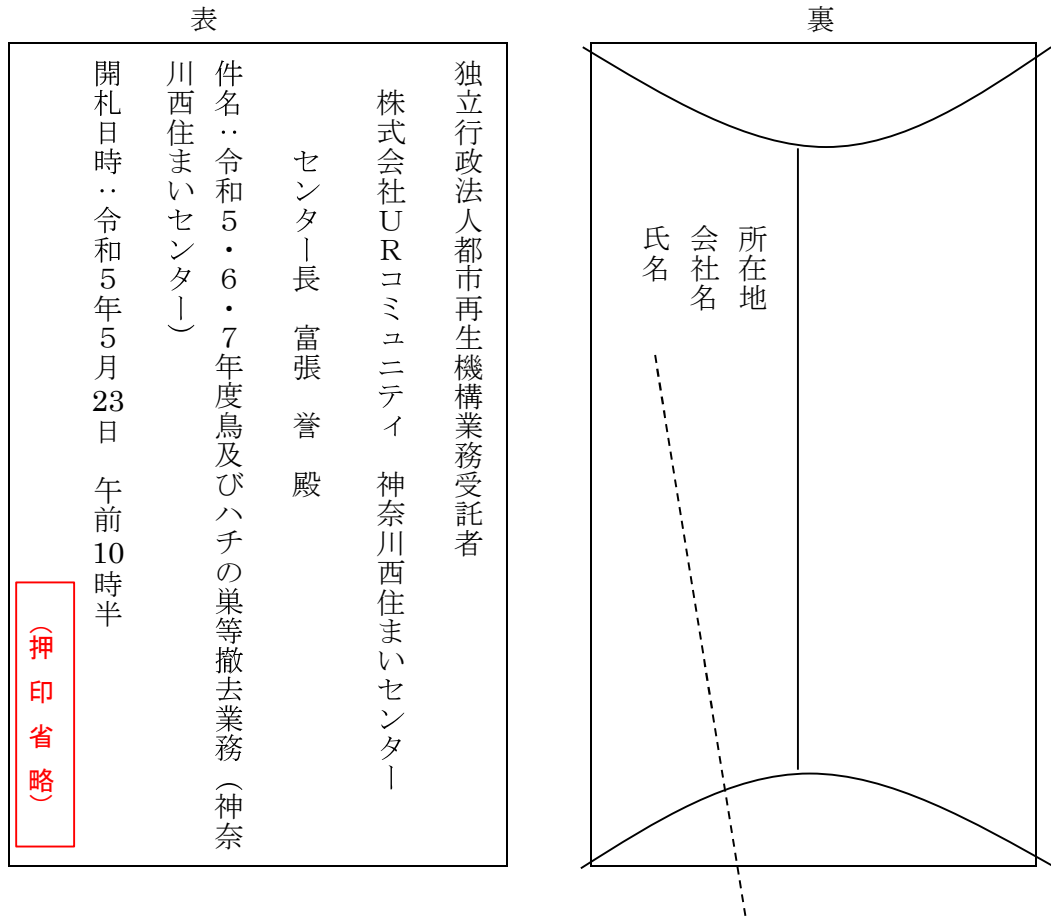 表
独立行政法人都市再生機構業務受託者
株式会社URコミュニティ　神奈川西住まいセンター
センター長　富張　誉　殿
件名:令和5・6・7年度鳥及びハチの巣等撤去業務(神奈
川西住まいセンター)
開札日時:令和5年5月23日　午前10時半
(押印省略)
裏
所在地
会社名
氏名